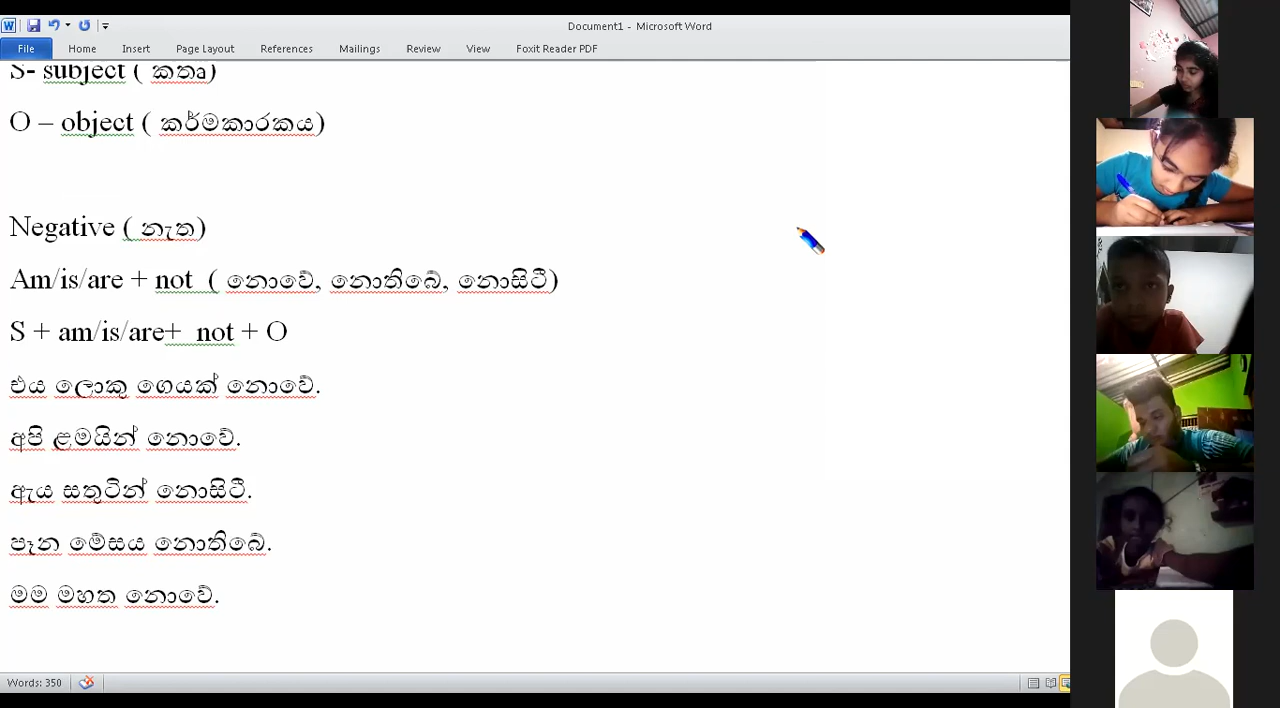 Document1 - Microsoft Word
File Home Insert Page Layout References Mailings Review View Foxit Reader PDF
S- subject ( කතෘ)
O – object ( කර්මකාරකය)
Negative ( නැත)
Am/is/are + not ( නොවේ, නොතිබේ, නොසිටී)
S + am/is/are+ not + O
එය ලොකු ගෙයක් නොවේ.
අපි ළමයින් නොවේ.
ඇය සතුටින් නොසිටී.
පෑන මේසය නොතිබේ.
මම මහත නොවේ.
Words: 350